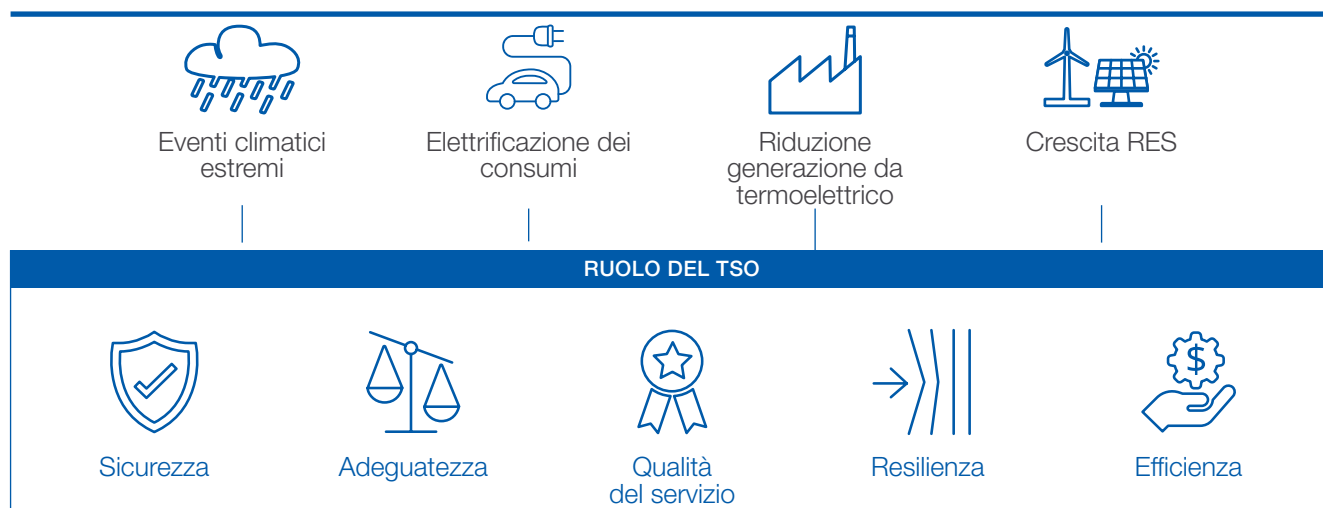 Eventi climatici
estremi
Elettrificazione dei
consumi
Riduzione
generazione da
termoelettrico
Crescita RES
RUOLO DEL TSO
$
Sicurezza
Adeguatezza
Qualità
del servizio
Resilienza
Efficienza